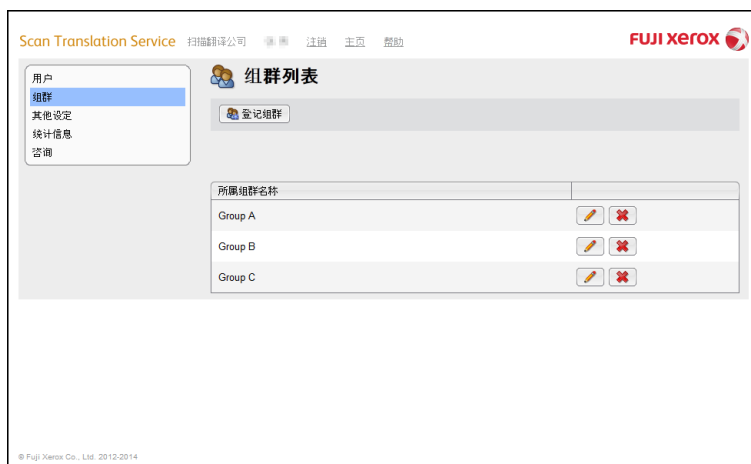 Scan Translation Service 扫描翻译公司 注销 主页 帮助
FUJI xerox
用户
组群
其他设定
统计信息
咨询
组群列表
登记组群
所属组群名称
Group A
Group B
Group C
© Fuji Xerox Co., Ltd. 2012-2014